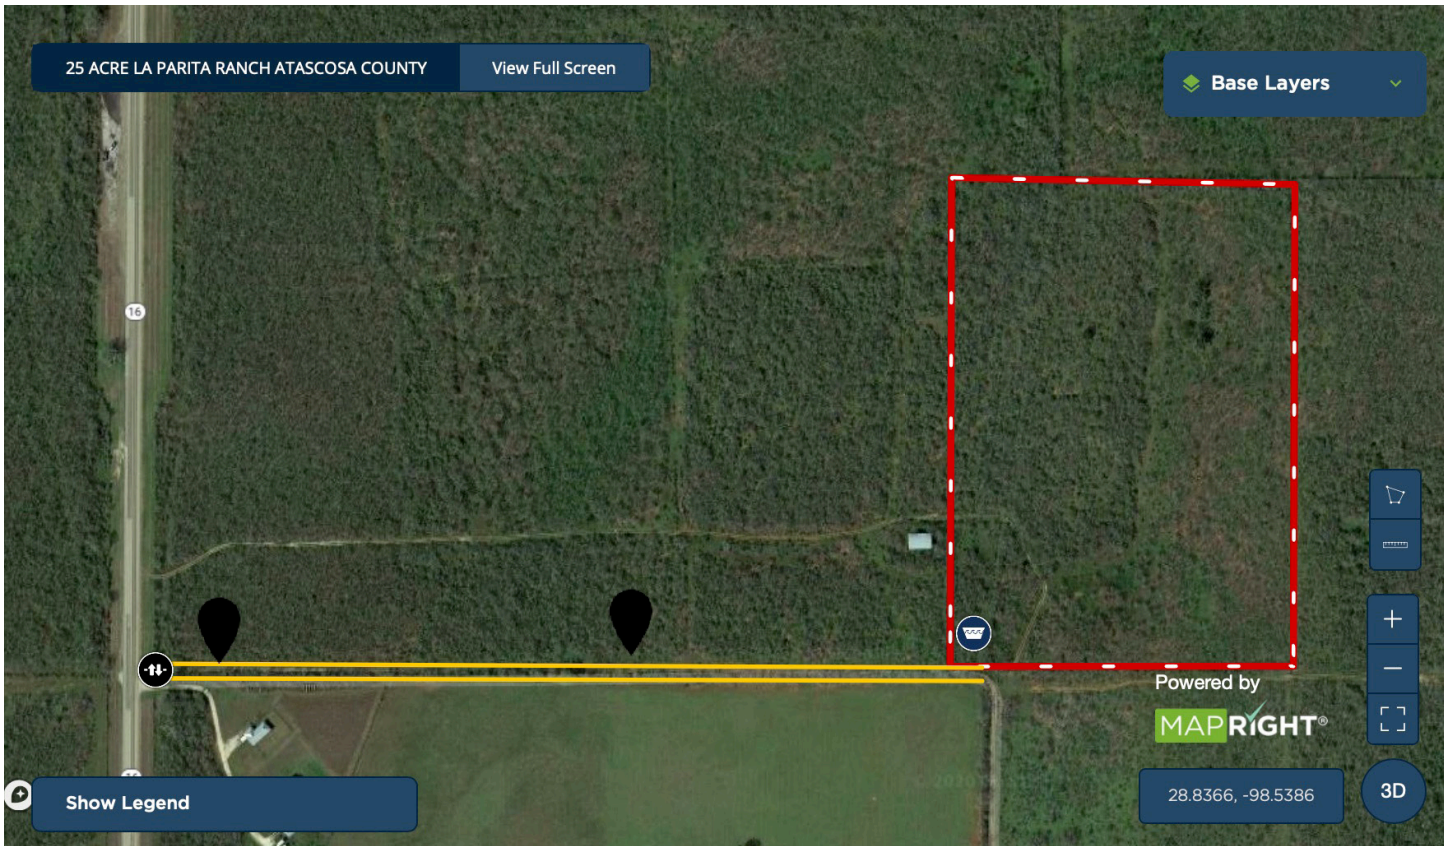 25 ACRE LA PARITA RANCH ATASCOSA COUNTY
View Full Screen
Base Layers
16
Powered by
MAPRIGHT®
Show Legend
28.8366, -98.5386
3D